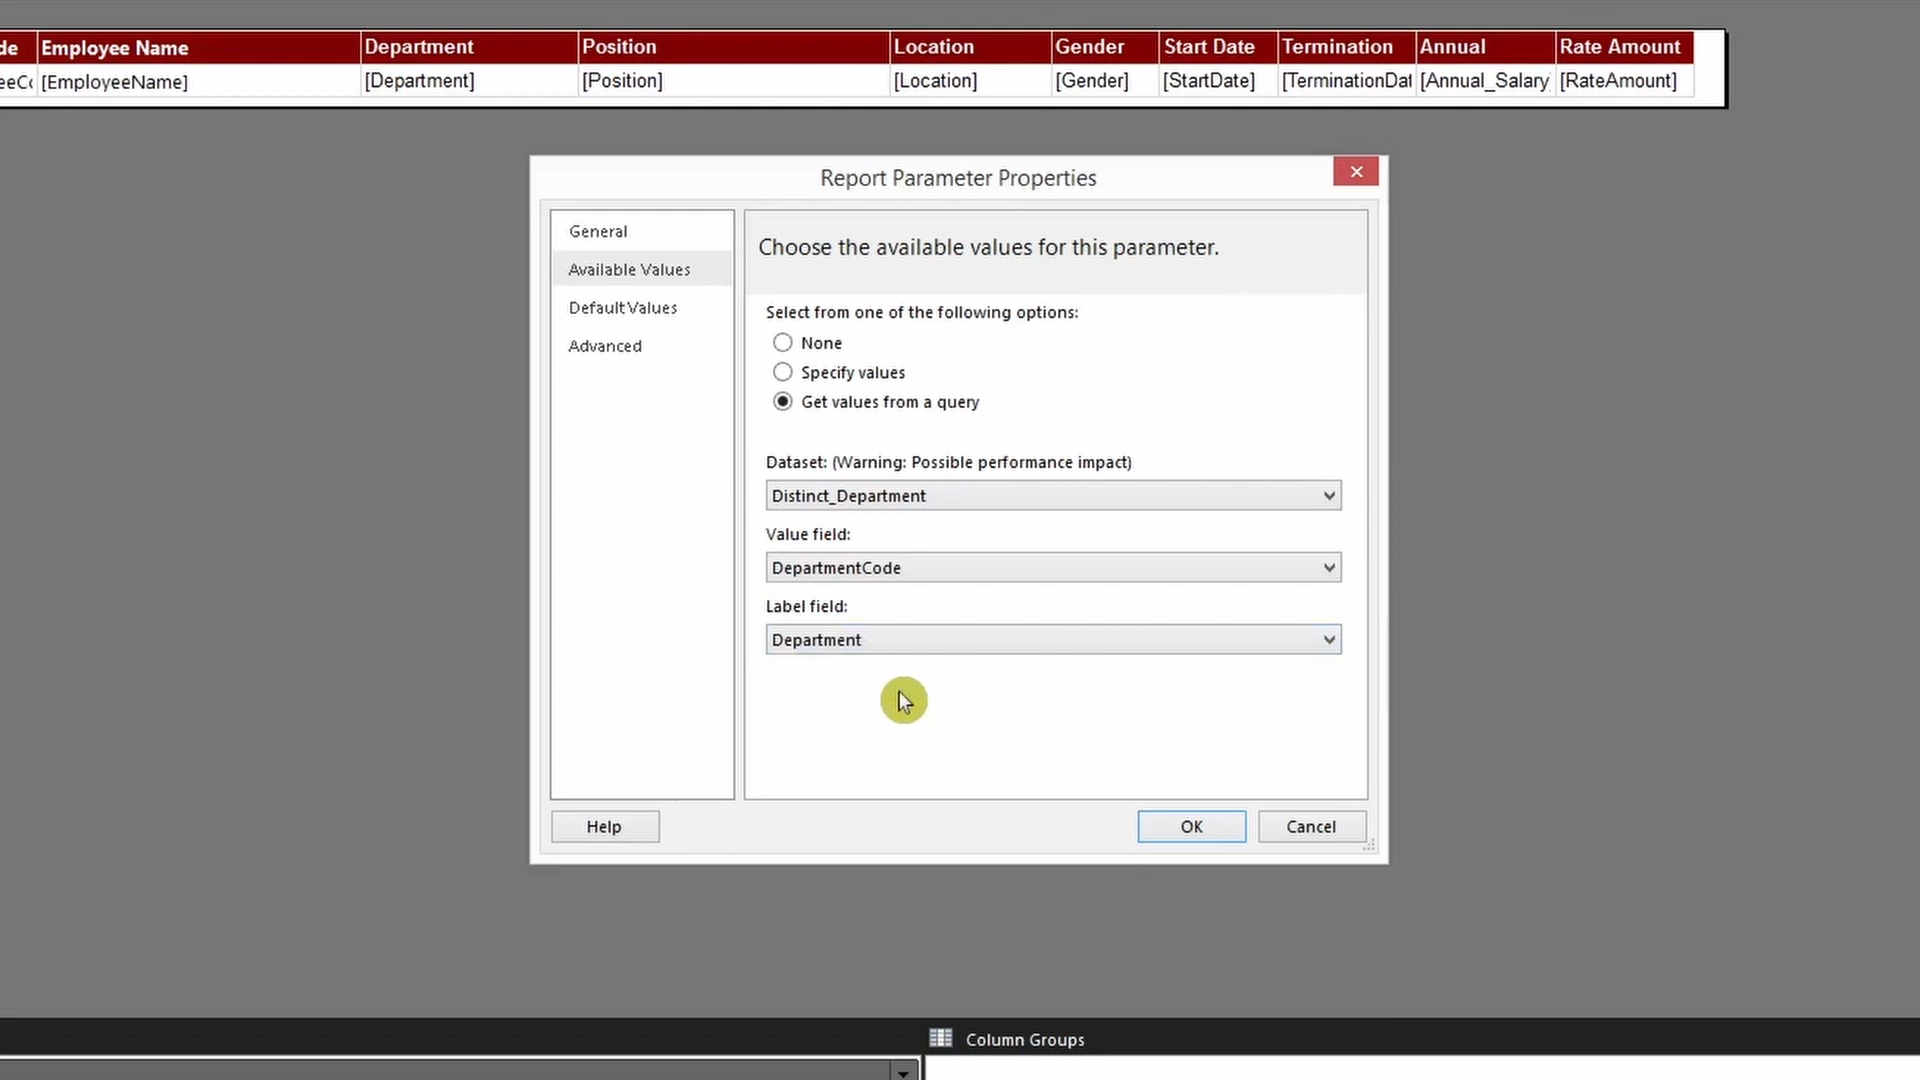 de Employee Name Department Position Location Gender Start Date Termination Annual Rate Amount
eeCo [EmployeeName] [Department] [Position] [Location] [Gender] [StartDate] [TerminationDat [Annual_Salary [RateAmount]
Report Parameter Properties
General
Available Values
Default Values
Advanced
Choose the available values for this parameter.
Select from one of the following options:
None
Specify values
Get values from a query
Dataset: (Warning: Possible performance impact)
Distinct_Department
Value field:
DepartmentCode
Label field:
Department
Help OK Cancel
Column Groups